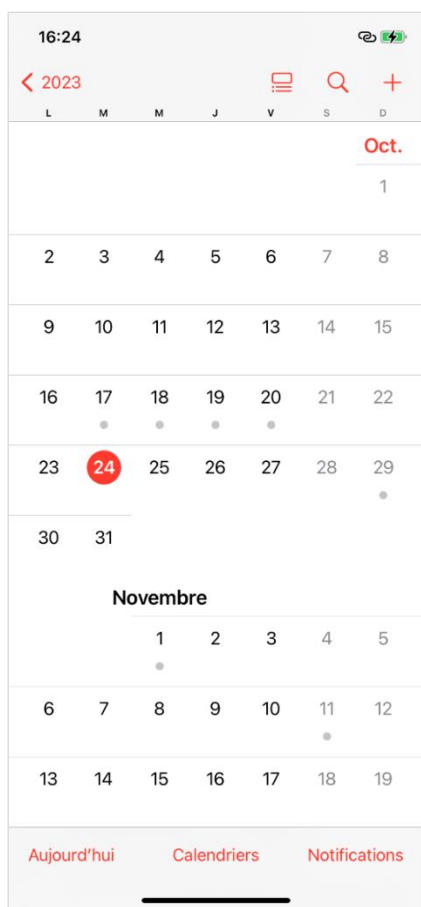 16:24
2023
L M M J V S D
Oct.
1
2 3 4 5 6 7 8
9 10 11 12 13 14 15
16 17 18 19 20 21 22
23 24 25 26 27 28 29
30 31
Novembre
1 2 3 4 5
6 7 8 9 10 11 12
13 14 15 16 17 18 19
Aujourd’hui Calendriers Notifications